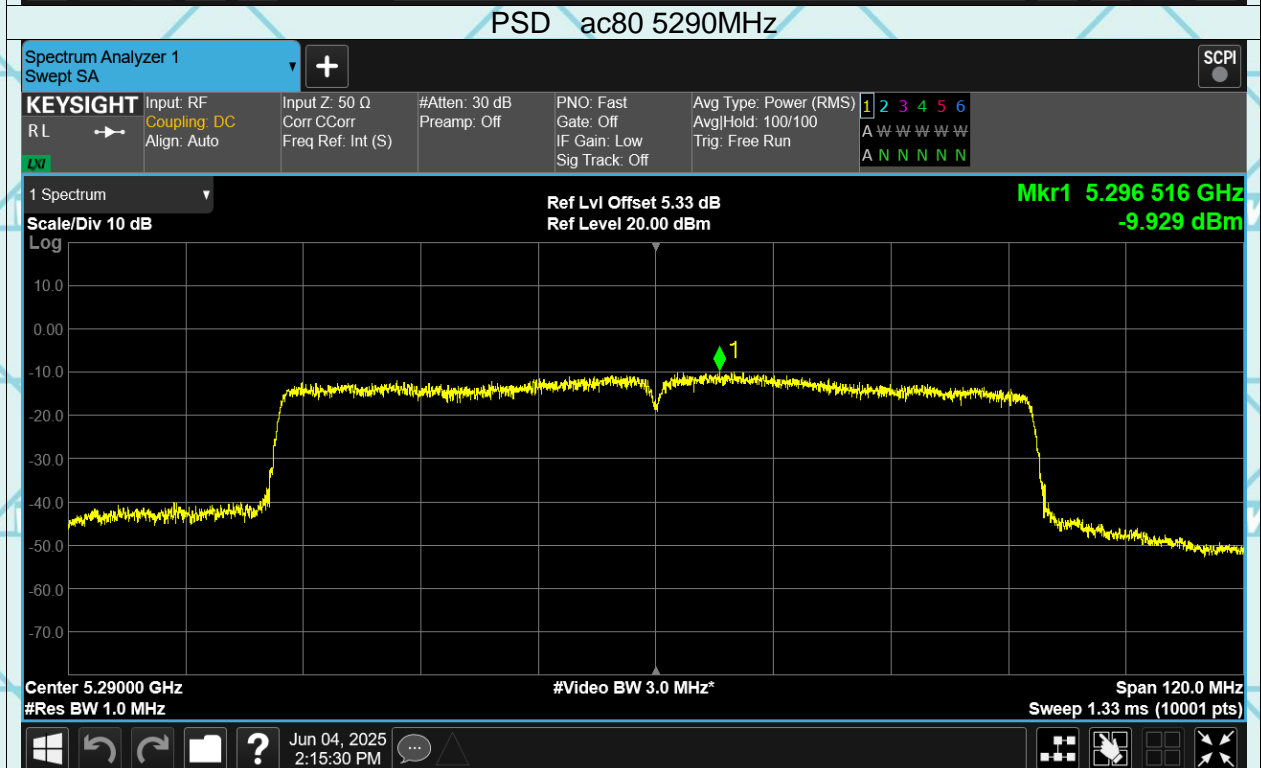 PSD ac80 5290MHz
Spectrum Analyzer 1
Swept SA
SCPI
KEYSIGHT
R L
LXI
Input: RF
Coupling: DC
Align: Auto
Input Z: 50 Ω
Corr CCorr
Freq Ref: Int (S)
#Atten: 30 dB
Preamp: Off
PNO: Fast
Gate: Off
IF Gain: Low
Sig Track: Off
Avg Type: Power (RMS)
Avg|Hold: 100/100
Trig: Free Run
1 2 3 4 5 6
A W W W W W
A N N N N N
1 Spectrum
Scale/Div 10 dB
Ref Lvl Offset 5.33 dB
Ref Level 20.00 dBm
Mkr1 5.296 516 GHz
-9.929 dBm
Log
10.0
0.00
-10.0
-20.0
-30.0
-40.0
-50.0
-60.0
-70.0
1
Center 5.29000 GHz
#Res BW 1.0 MHz
#Video BW 3.0 MHz*
Span 120.0 MHz
Sweep 1.33 ms (10001 pts)
Jun 04, 2025
2:15:30 PM